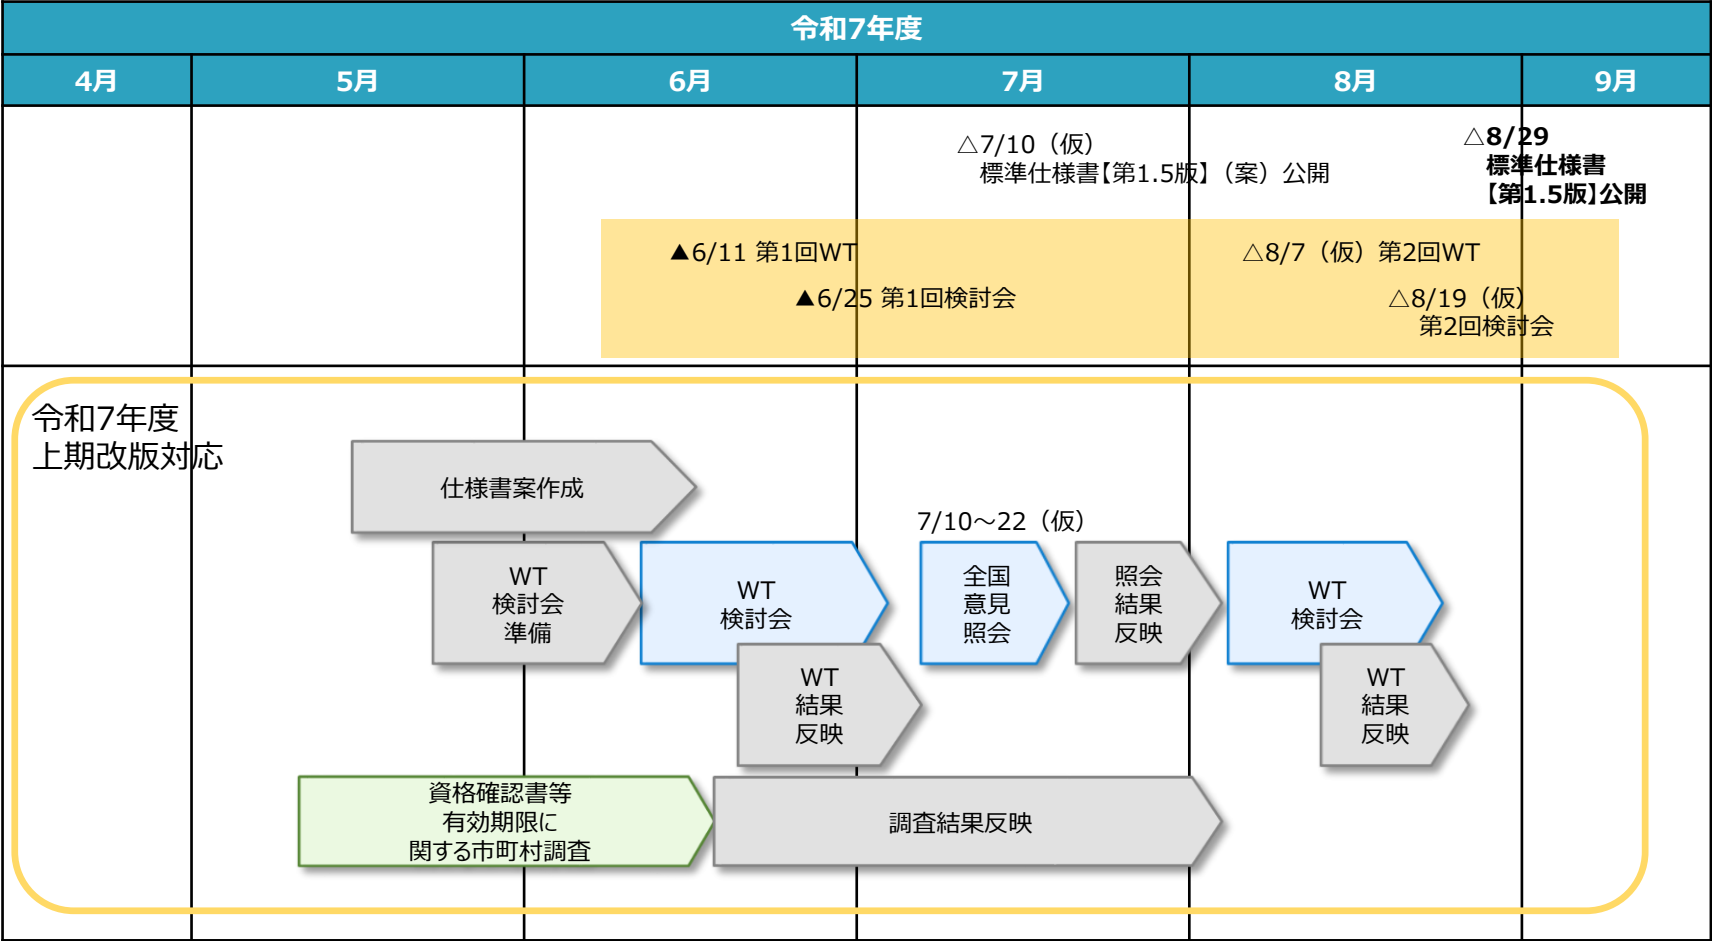 令和7年度
4月
5月
6月
7月
8月
9月
△7/10（仮）
標準仕様書【第1.5版】（案）公開
△8/29
標準仕様書
【第1.5版】公開
▲6/11 第1回WT
△8/7（仮）第2回WT
▲6/25 第1回検討会
△8/19（仮）
第2回検討会
令和7年度
上期改版対応
仕様書案作成
7/10～22（仮）
WT
検討会
準備
WT
検討会
全国
意見
照会
照会
結果
反映
WT
検討会
WT
結果
反映
WT
結果
反映
資格確認書等
有効期限に
関する市町村調査
調査結果反映